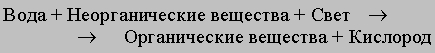 Вода + Неорганические вещества + Свет →
→ Органические вещества + Кислород